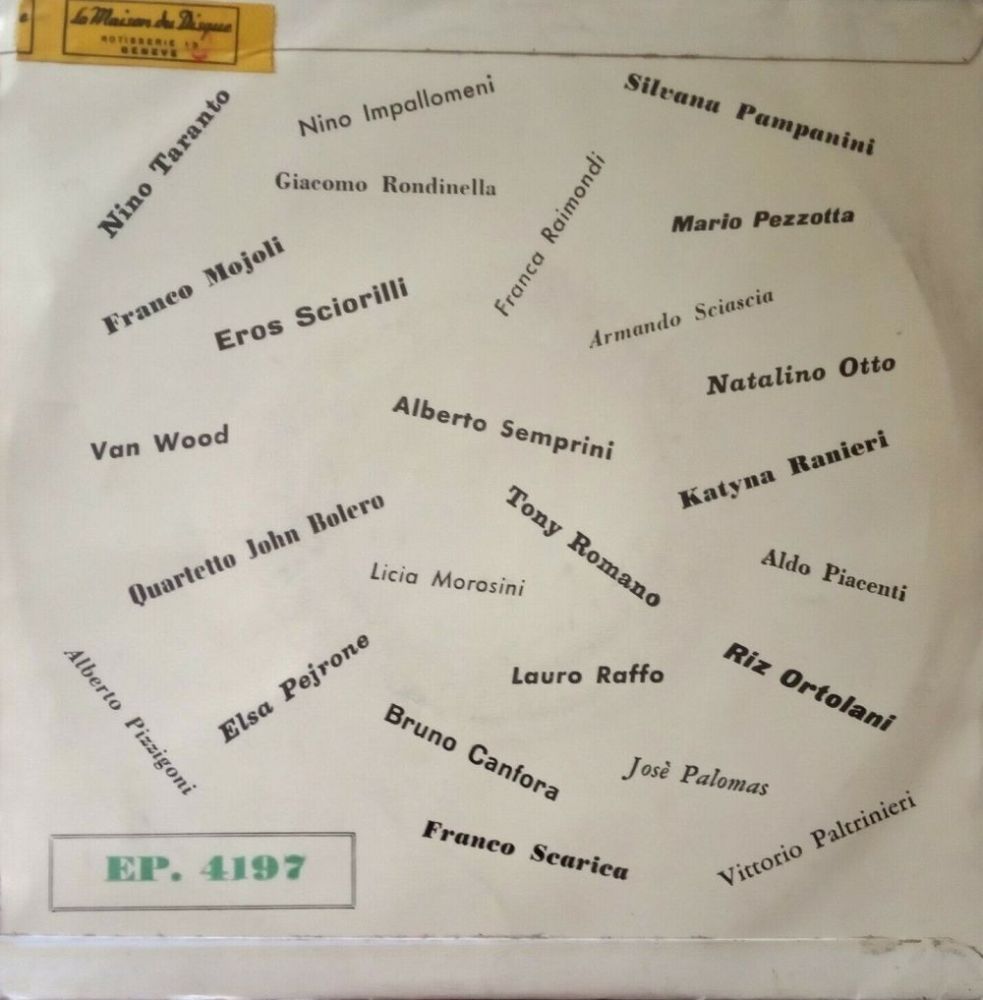 La Maison du Disque
ROTISSERIE 13
GENEVE
Nino Taranto
Nino Impallomeni
Silvana Pampanini
Giacomo Rondinella
Franca Raimondi
Mario Pezzotta
Franco Mojoli
Eros Sciorilli
Armando Sciascia
Natalino Otto
Van Wood
Alberto Semprini
Katyna Ranieri
Quartetto John Bolero
Tony Romano
Licia Morosini
Aldo Piacenti
Alberto Pizzigoni
Elsa Pejrone
Lauro Raffo
Riz Ortolani
Bruno Canfora
Josè Palomas
Franco Scarica
Vittorio Paltrinieri
EP. 4197